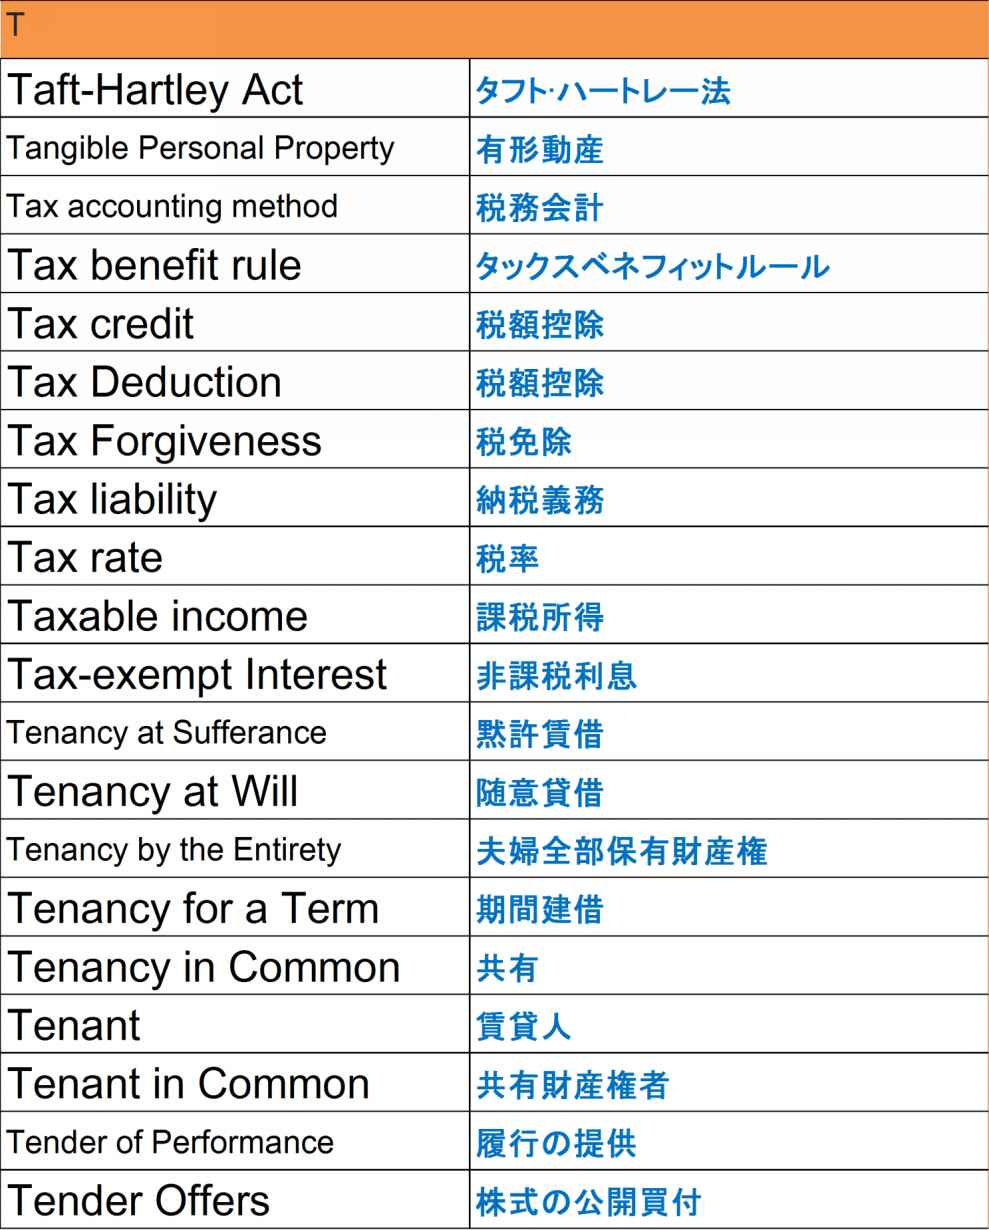 T
Taft-Hartley Act タフト·ハートレー法
Tangible Personal Property 有形動産
Tax accounting method 税務会計
Tax benefit rule タックスベネフィットルール
Tax credit 税額控除
Tax Deduction 税額控除
Tax Forgiveness 税免除
Tax liability 納税義務
Tax rate 税率
Taxable income 課税所得
Tax-exempt Interest 非課税利息
Tenancy at Sufferance 黙許賃借
Tenancy at Will 随意貸借
Tenancy by the Entirety 夫婦全部保有財産権
Tenancy for a Term 期間建借
Tenancy in Common 共有
Tenant 賃貸人
Tenant in Common 共有財産権者
Tender of Performance 履行の提供
Tender Offers 株式の公開買付